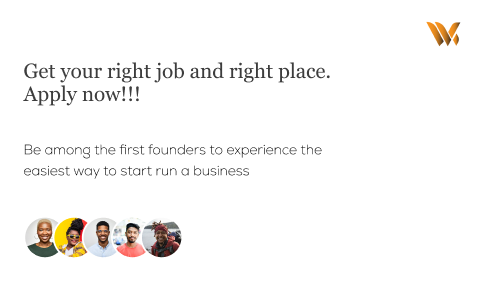 Get your right job and right place.
Apply now!!!
Be among the first founders to experience the
easiest way to start run a business